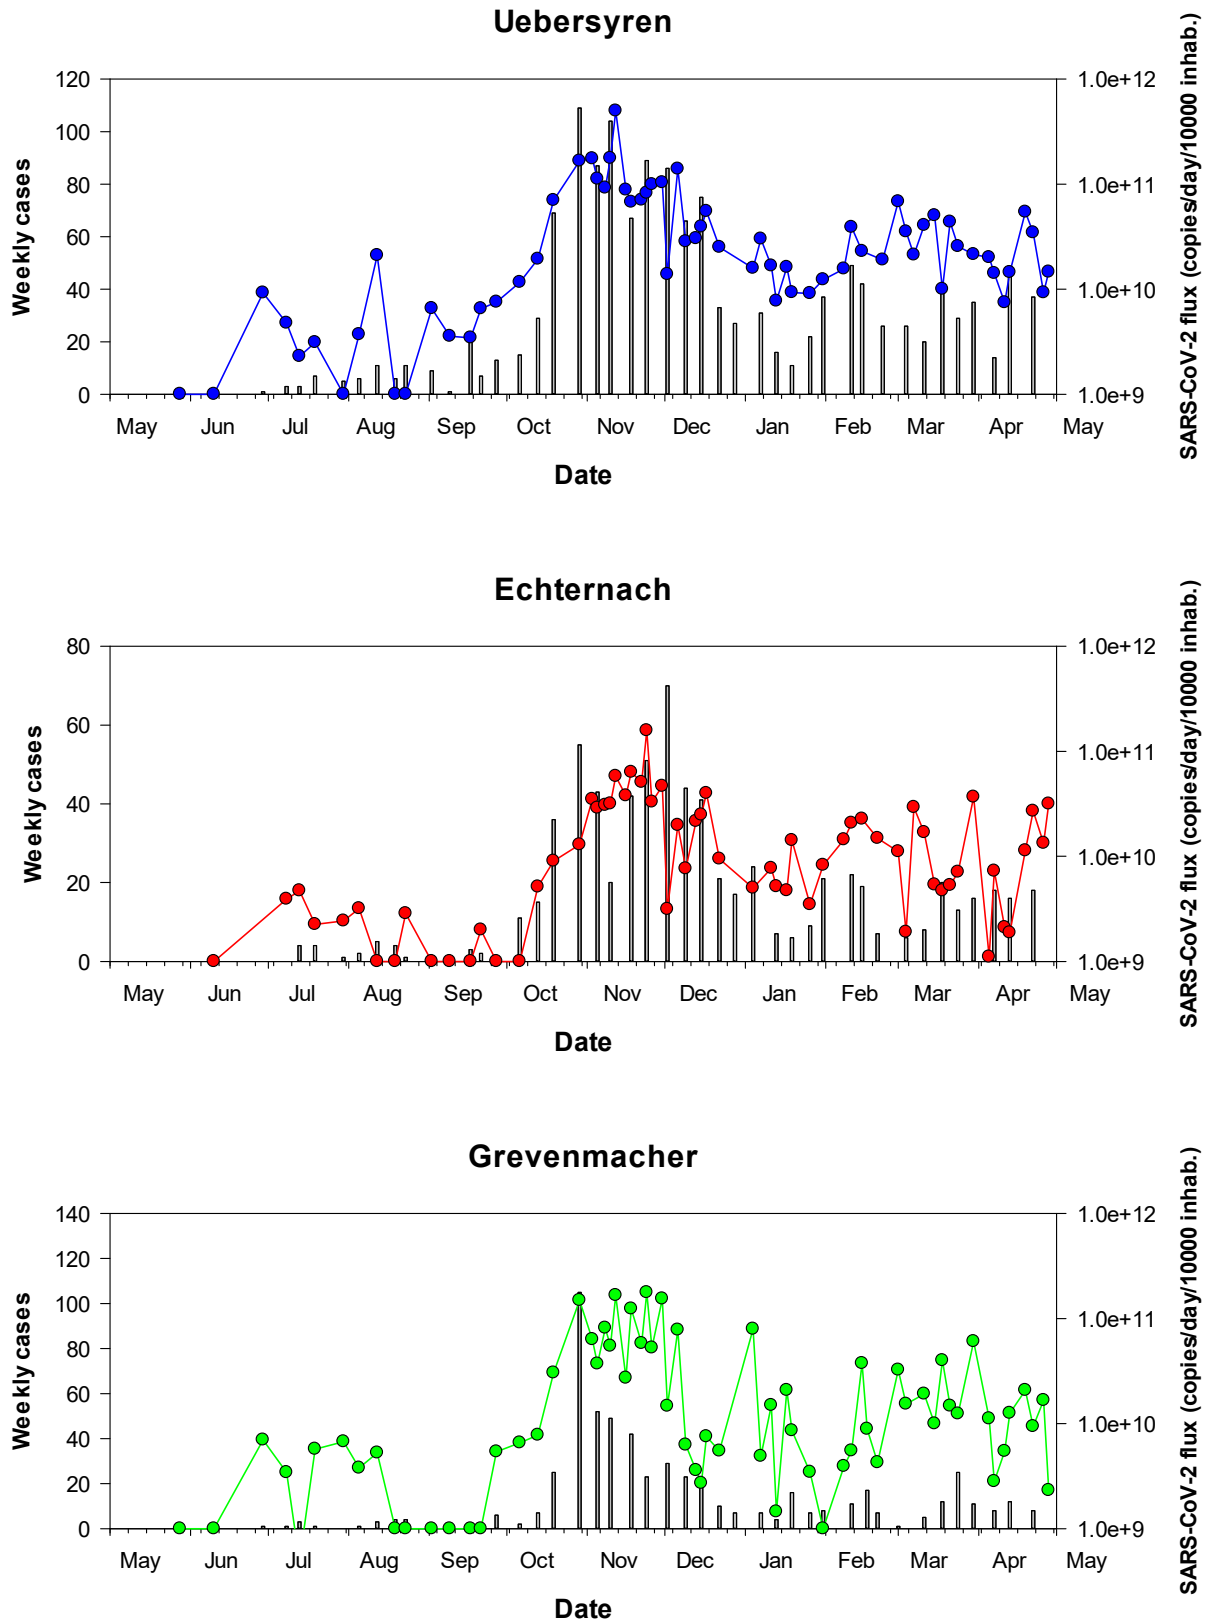 Uebersyren
Weekly cases
SARS-CoV-2 flux (copies/day/10000 inhab.)
120
100
80
60
40
20
0
1.0e+12
1.0e+11
1.0e+10
1.0e+9
May Jun Jul Aug Sep Oct Nov Dec Jan Feb Mar Apr May
Date
Echternach
Weekly cases
SARS-CoV-2 flux (copies/day/10000 inhab.)
80
60
40
20
0
1.0e+12
1.0e+11
1.0e+10
1.0e+9
May Jun Jul Aug Sep Oct Nov Dec Jan Feb Mar Apr May
Date
Grevenmacher
Weekly cases
SARS-CoV-2 flux (copies/day/10000 inhab.)
140
120
100
80
60
40
20
0
1.0e+12
1.0e+11
1.0e+10
1.0e+9
May Jun Jul Aug Sep Oct Nov Dec Jan Feb Mar Apr May
Date